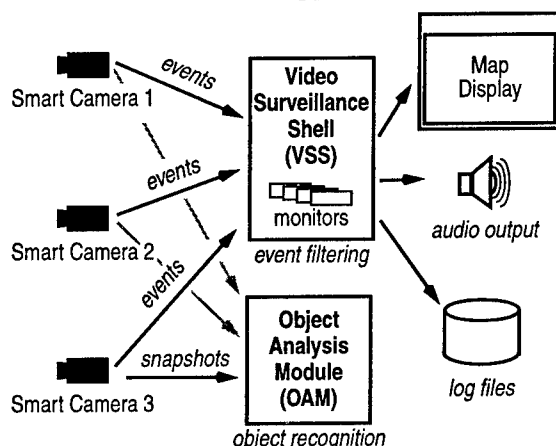 events
Smart Camera 1
Video
Surveillance
Shell
(VSS)
monitors
event filtering
Map
Display
events
Smart Camera 2
audio output
events
snapshots
Smart Camera 3
Object
Analysis
Module
(OAM)
object recognition
log files